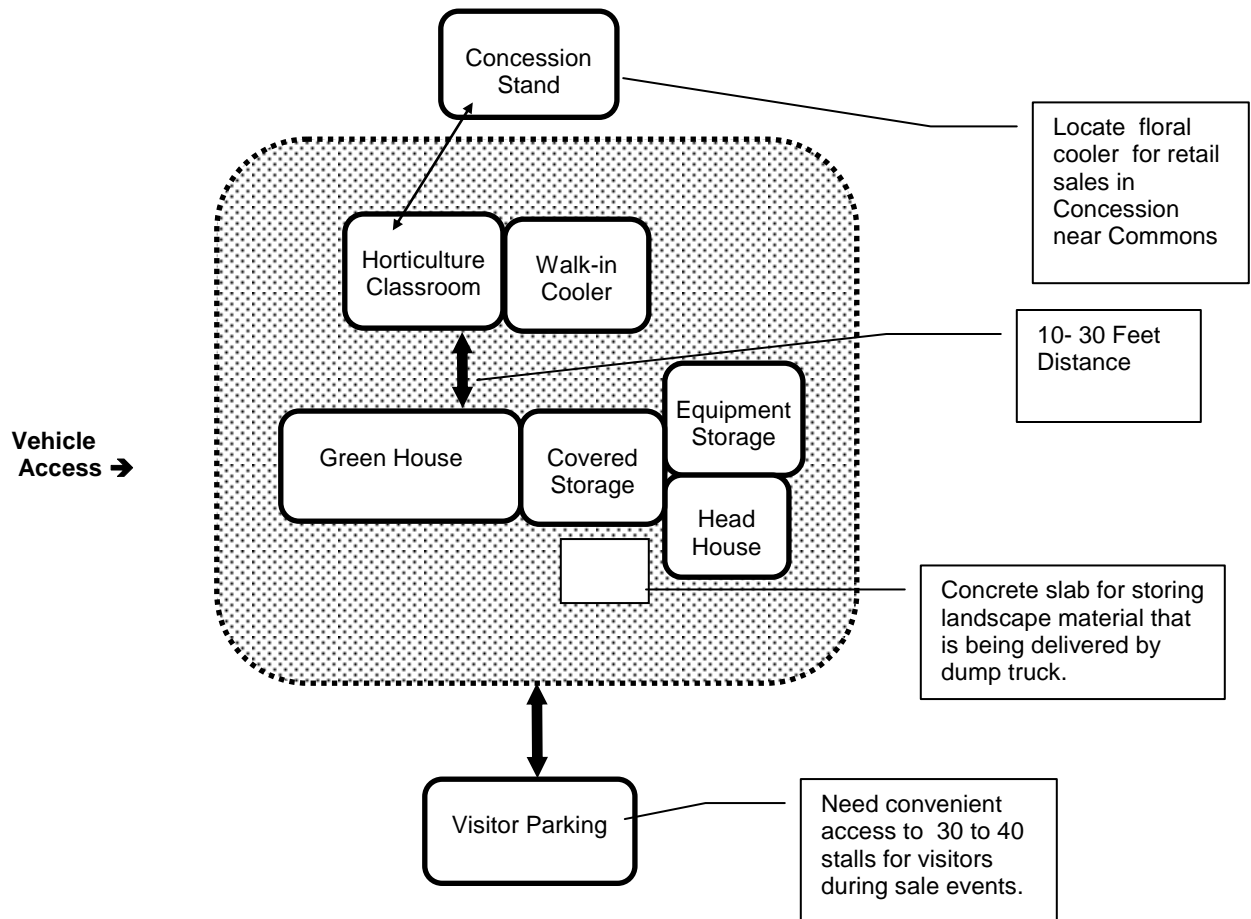 Concession
Stand
Locate floral
cooler for retail
sales in
Concession
near Commons
Horticulture
Classroom
Walk-in
Cooler
10- 30 Feet
Distance
Vehicle
Access ➔
Green House
Covered
Storage
Equipment
Storage
Head
House
Concrete slab for storing
landscape material that
is being delivered by
dump truck.
Visitor Parking
Need convenient
access to 30 to 40
stalls for visitors
during sale events.